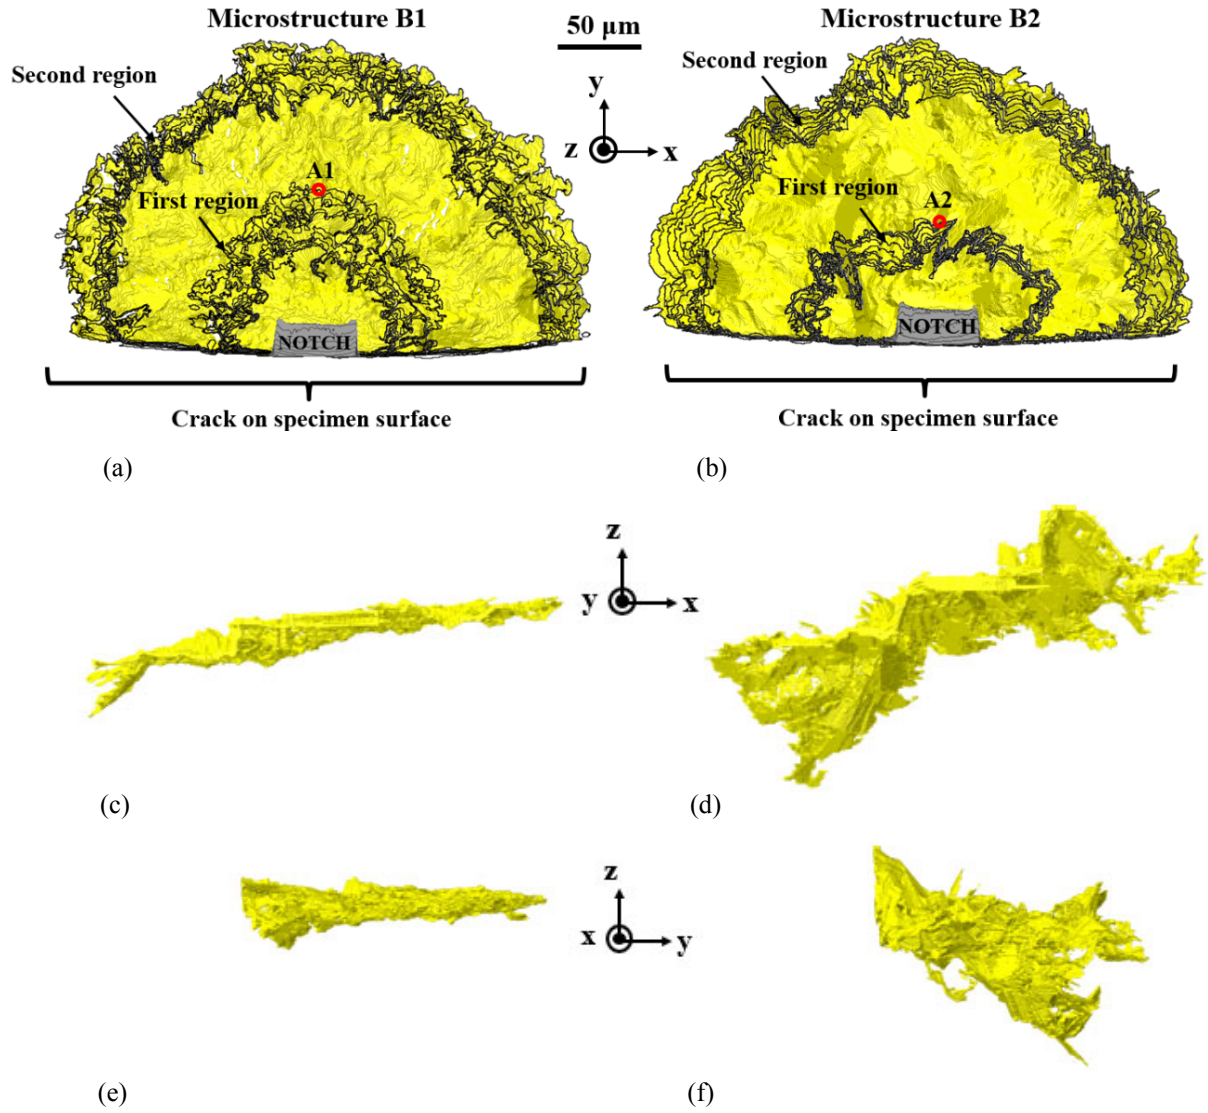 Microstructure B1
50 μm
Microstructure B2
Second region
y
z
x
Second region
A1
First region
First region
A2
NOTCH
NOTCH
Crack on specimen surface
Crack on specimen surface
(a)
(b)
z
y
x
(c)
(d)
z
x
y
(e)
(f)